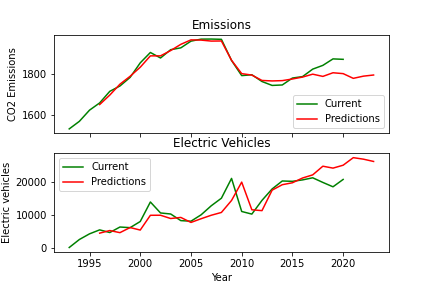 Emissions
CO2 Emissions
1800
1600
Current
Predictions
Electric Vehicles
Electric vehicles
20000
10000
0
Current
Predictions
1995 2000 2005 2010 2015 2020
Year